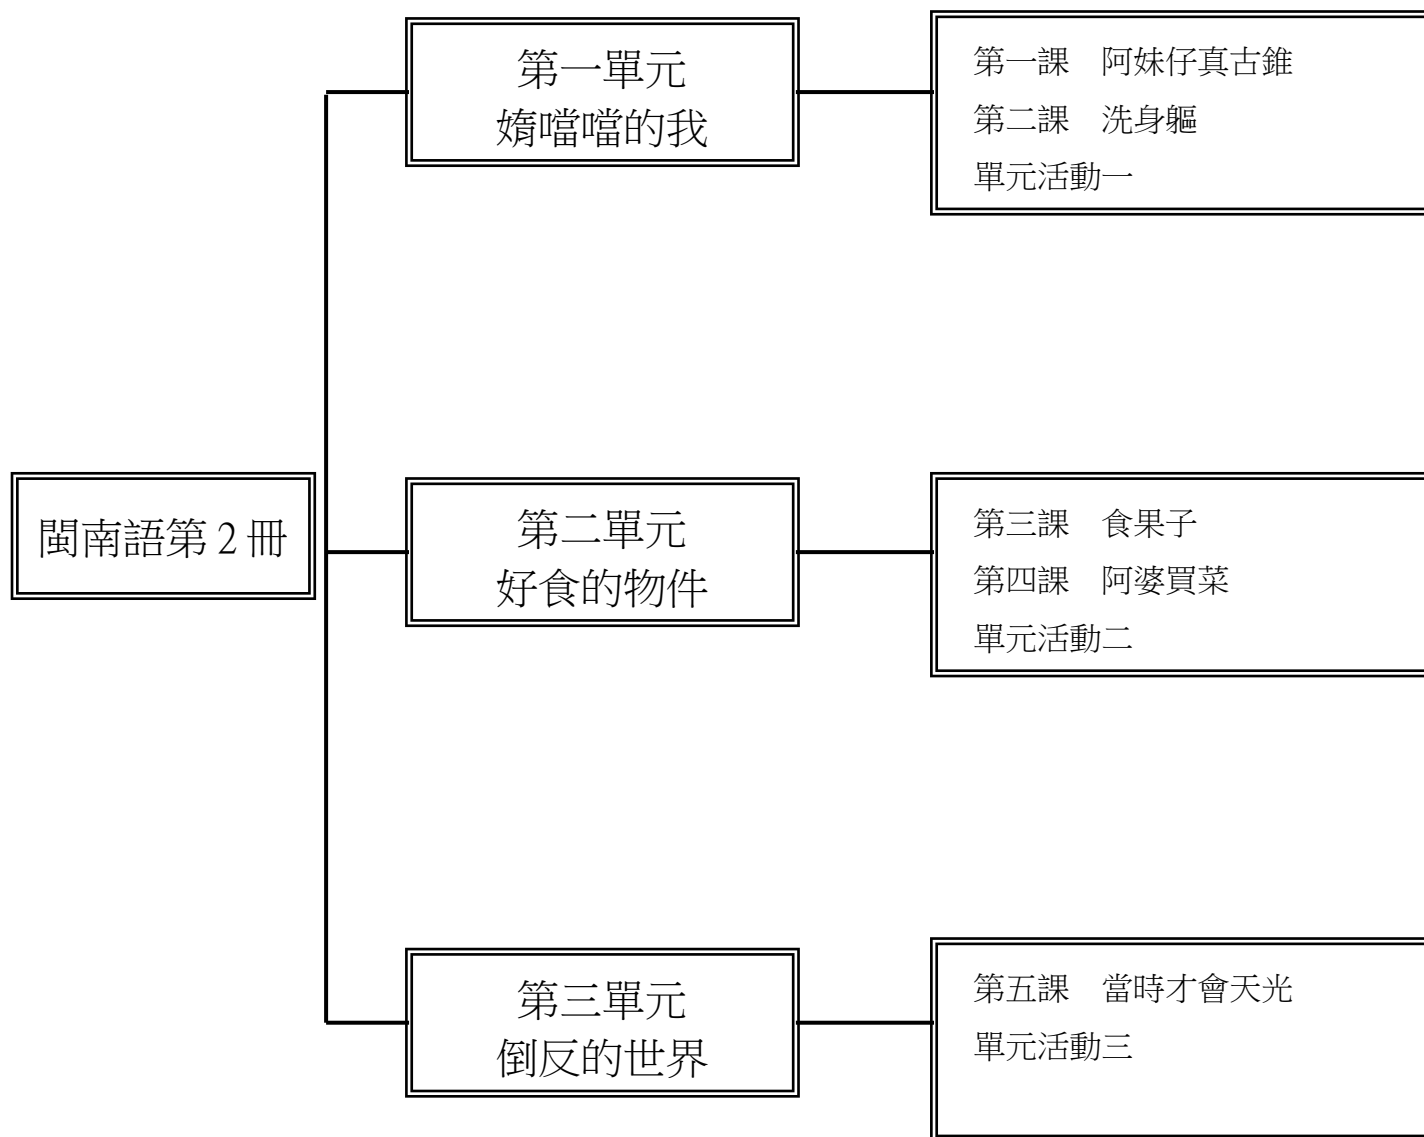 閩南語第 2 冊
第一單元
媠噹噹的我
第一課　阿妹仔真古錐
第二課　洗身軀
單元活動一
第二單元
好食的物件
第三課　食果子
第四課　阿婆買菜
單元活動二
第三單元
倒反的世界
第五課　當時才會天光
單元活動三